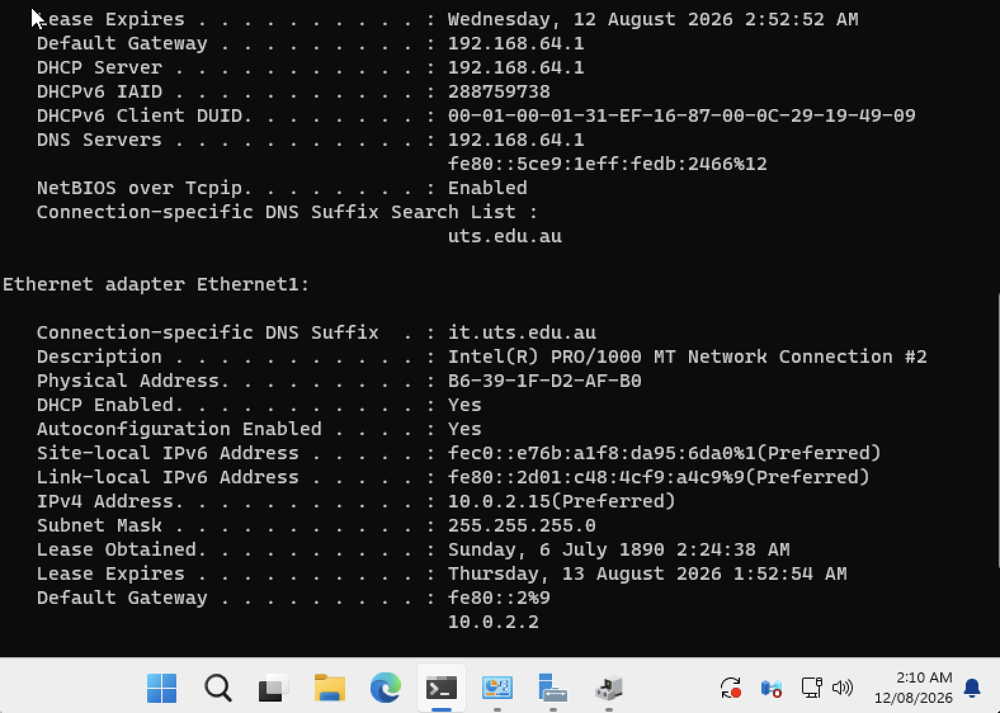 Lease Expires . . . . . . . . . . : Wednesday, 12 August 2026 2:52:52 AM
Default Gateway . . . . . . . . . : 192.168.64.1
DHCP Server . . . . . . . . . . . : 192.168.64.1
DHCPv6 IAID . . . . . . . . . . . : 288759738
DHCPv6 Client DUID. . . . . . . . : 00-01-00-01-31-EF-16-87-00-0C-29-19-49-09
DNS Servers . . . . . . . . . . . : 192.168.64.1
fe80::5ce9:1eff:fedb:2466%12
NetBIOS over Tcpip. . . . . . . . : Enabled
Connection-specific DNS Suffix Search List :
uts.edu.au
Ethernet adapter Ethernet1:
Connection-specific DNS Suffix  . : it.uts.edu.au
Description . . . . . . . . . . . : Intel(R) PRO/1000 MT Network Connection #2
Physical Address. . . . . . . . . : B6-39-1F-D2-AF-B0
DHCP Enabled. . . . . . . . . . . : Yes
Autoconfiguration Enabled . . . . : Yes
Site-local IPv6 Address . . . . . : fec0::e76b:a1f8:da95:6da0%1(Preferred)
Link-local IPv6 Address . . . . . : fe80::2d01:c48:4cf9:a4c9%9(Preferred)
IPv4 Address. . . . . . . . . . . : 10.0.2.15(Preferred)
Subnet Mask . . . . . . . . . . . : 255.255.255.0
Lease Obtained. . . . . . . . . . : Sunday, 6 July 1890 2:24:38 AM
Lease Expires . . . . . . . . . . : Thursday, 13 August 2026 1:52:54 AM
Default Gateway . . . . . . . . . : fe80::2%9
10.0.2.2
2:10 AM
12/08/2026